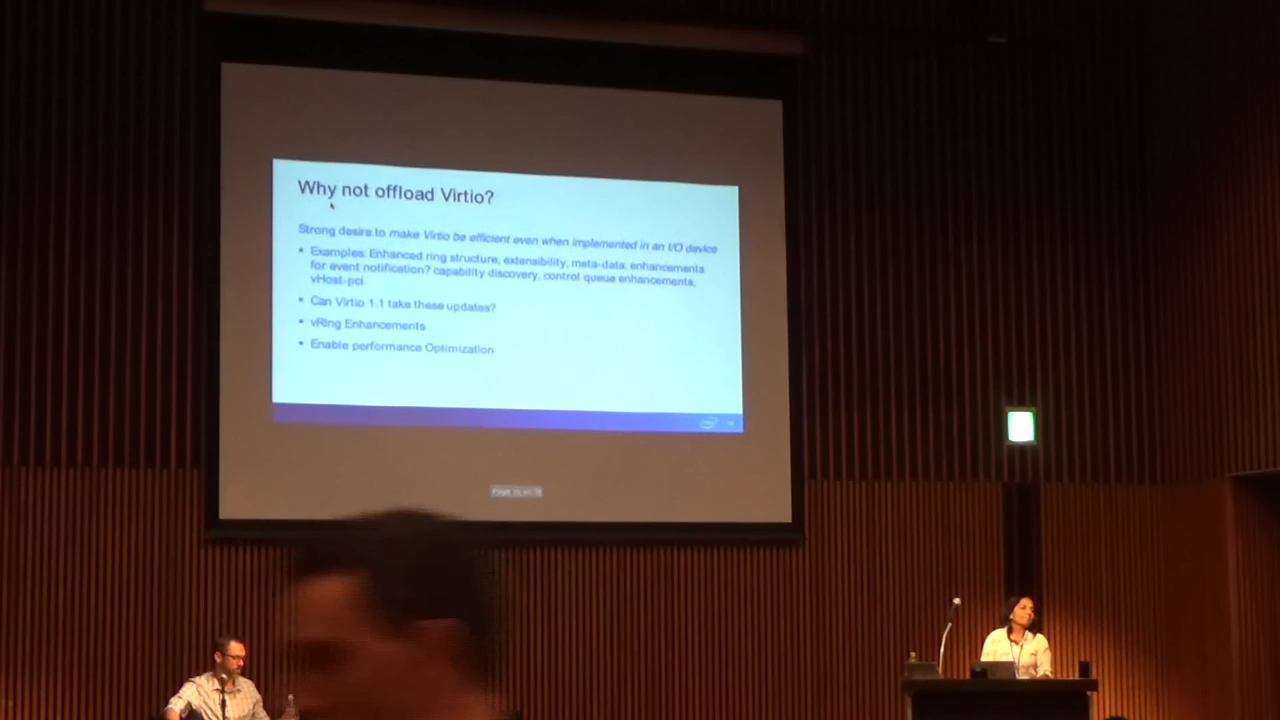 Why not offload Virtio?
Strong desire to make Virtio be efficient even when implemented in an I/O device
• Examples: Enhanced ring structure, extensibility, meta-data, enhancements
for event notification? capability discovery, control queue enhancements,
vHost-pci
• Can Virtio 1.1 take these updates?
• vRing Enhancements
• Enable performance Optimization
(intel)